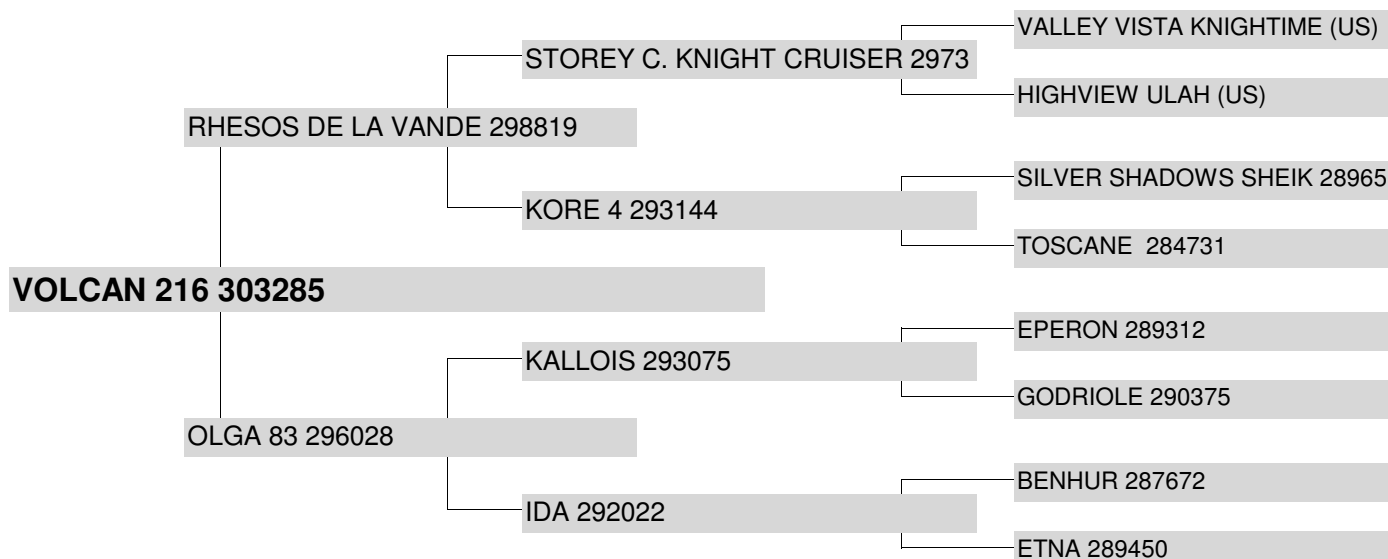 VALLEY VISTA KNIGHTIME (US)
STOREY C. KNIGHT CRUISER 2973
HIGHVIEW ULAH (US)
RHESOS DE LA VANDE 298819
SILVER SHADOWS SHEIK 28965
KORE 4 293144
TOSCANE 284731
VOLCAN 216 303285
EPERON 289312
KALLOIS 293075
GODRIOLE 290375
OLGA 83 296028
BENHUR 287672
IDA 292022
ETNA 289450